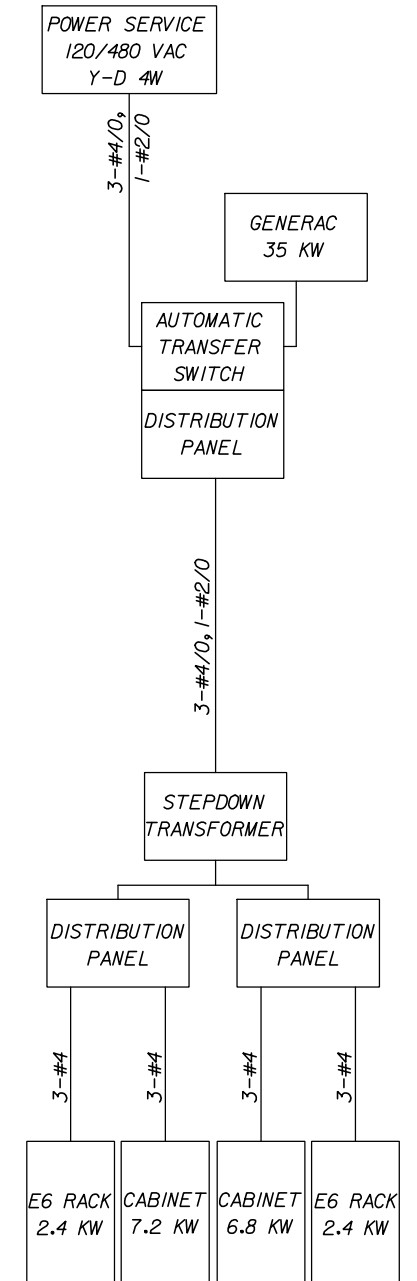 POWER SERVICE
120/480 VAC
Y-D 4W
3-#4/0,
1-#2/0
GENERAC
35 KW
AUTOMATIC
TRANSFER
SWITCH
DISTRIBUTION
PANEL
3-#4/0, 1-#2/0
STEPDOWN
TRANSFORMER
DISTRIBUTION
PANEL
DISTRIBUTION
PANEL
3-#4
3-#4
3-#4
3-#4
E6 RACK
2.4 KW
CABINET
7.2 KW
CABINET
6.8 KW
E6 RACK
2.4 KW